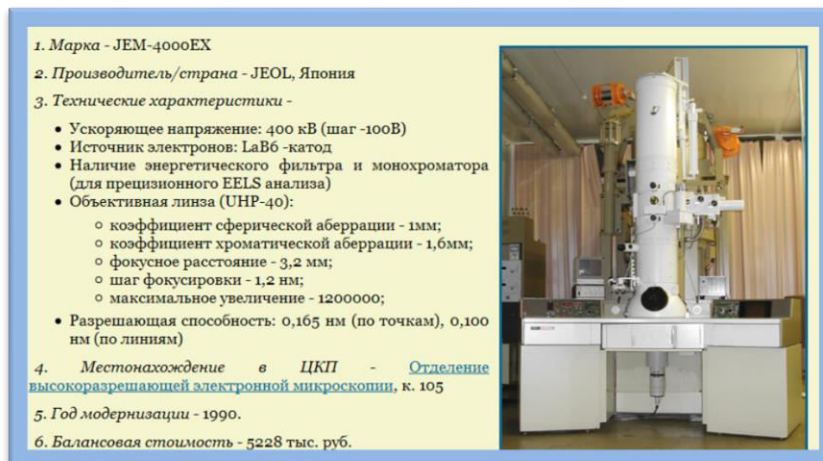 1. Марка - JEM-4000EX
2. Производитель/страна - JEOL, Япония
3. Технические характеристики -
• Ускоряющее напряжение: 400 кВ (шаг -100В)
• Источник электронов: LaB6 -катод
• Наличие энергетического фильтра и монохроматора
(для прецизионного EELS анализа)
• Объективная линза (UHP-40):
○ коэффициент сферической аберрации - 1мм;
○ коэффициент хроматической аберрации - 1,6мм;
○ фокусное расстояние - 3,2 мм;
○ шаг фокусировки - 1,2 нм;
○ максимальное увеличение - 1200000;
• Разрешающая способность: 0,165 нм (по точкам), 0,100
нм (по линиям)
4. Местонахождение в ЦКП - Отделение
высокоразрешающей электронной микроскопии, к. 105
5. Год модернизации - 1990.
6. Балансовая стоимость - 5228 тыс. руб.